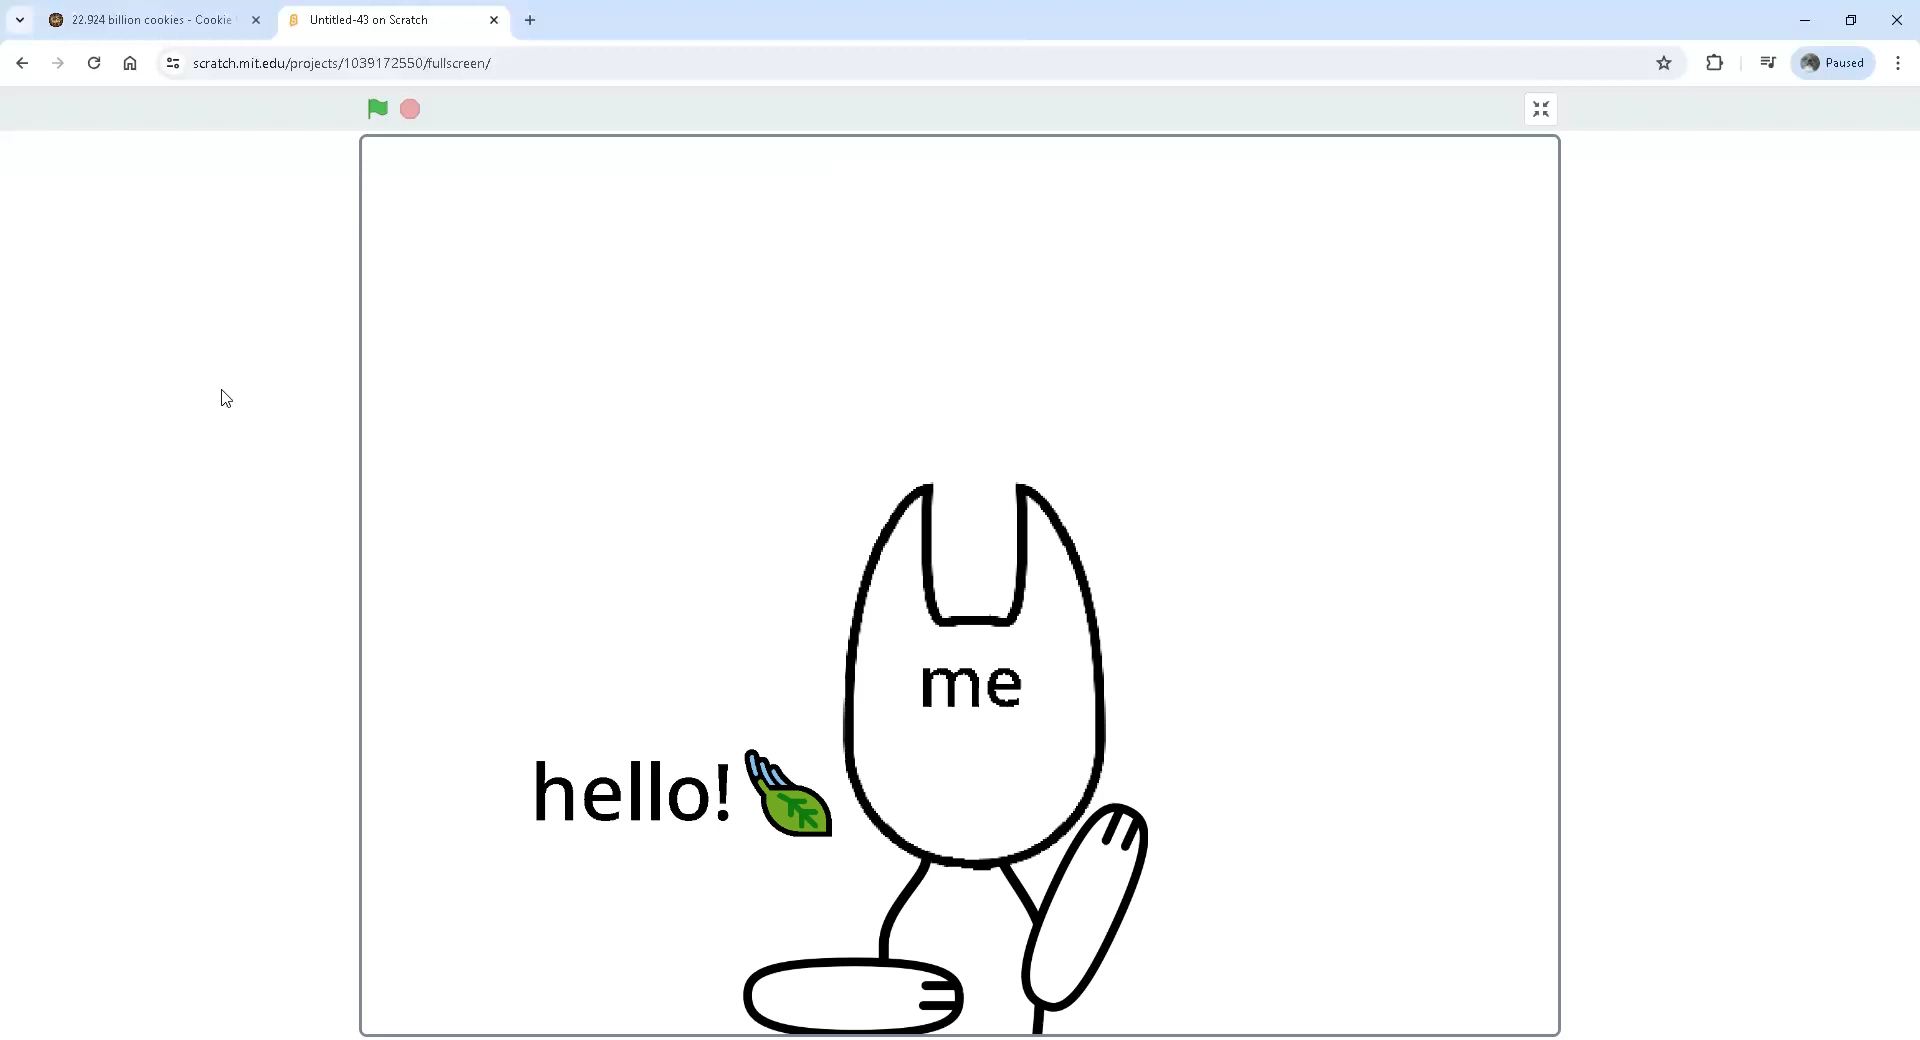 22.924 billion cookies - Cookie
Untitled-43 on Scratch
scratch.mit.edu/projects/1039172550/fullscreen/
Paused
me
hello!